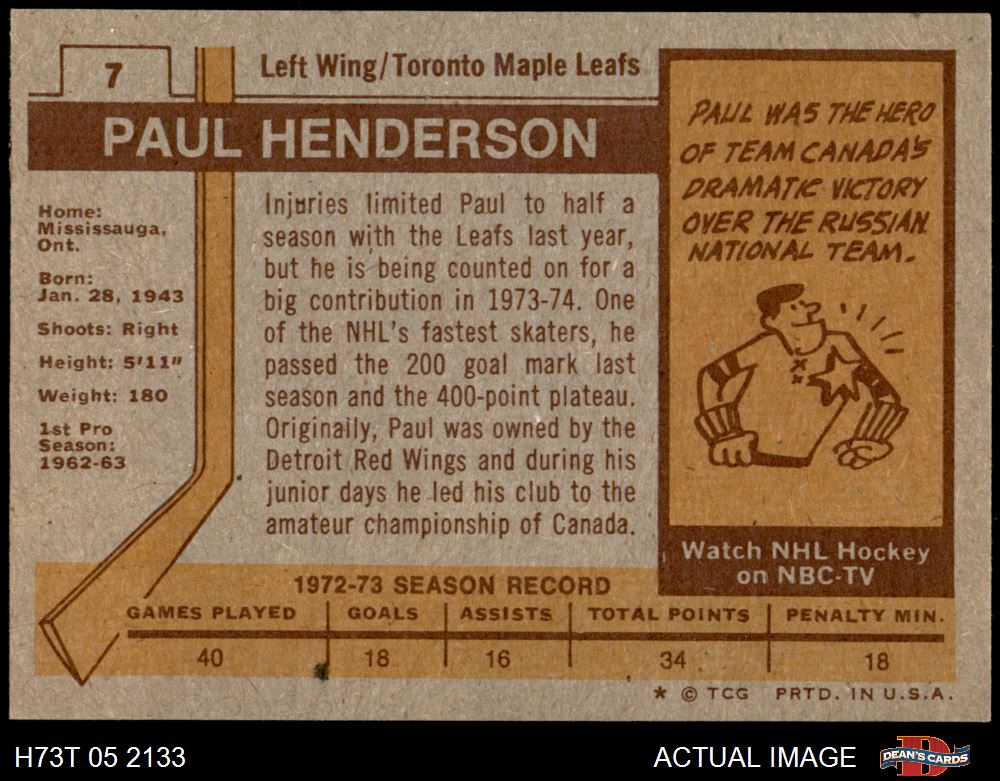 7
Left Wing/Toronto Maple Leafs
PAUL HENDERSON
Home:
Mississauga,
Ont.
Born:
Jan. 28, 1943
Shoots: Right
Height: 5'11"
Weight: 180
1st Pro
Season:
1962-63
Injuries limited Paul to half a
season with the Leafs last year,
but he is being counted on for a
big contribution in 1973-74. One
of the NHL's fastest skaters, he
passed the 200 goal mark last
season and the 400-point plateau.
Originally, Paul was owned by the
Detroit Red Wings and during his
junior days he led his club to the
amateur championship of Canada.
PAUL WAS THE HERO
OF TEAM CANADA'S
DRAMATIC VICTORY
OVER THE RUSSIAN
NATIONAL TEAM.
Watch NHL Hockey
on NBC-TV
1972-73 SEASON RECORD
GAMES PLAYED GOALS ASSISTS TOTAL POINTS PENALTY MIN.
40 18 16 34 18
* © TCG PRTD. IN U.S.A.
H73T 05 2133 ACTUAL IMAGE DEAN'S CARDS